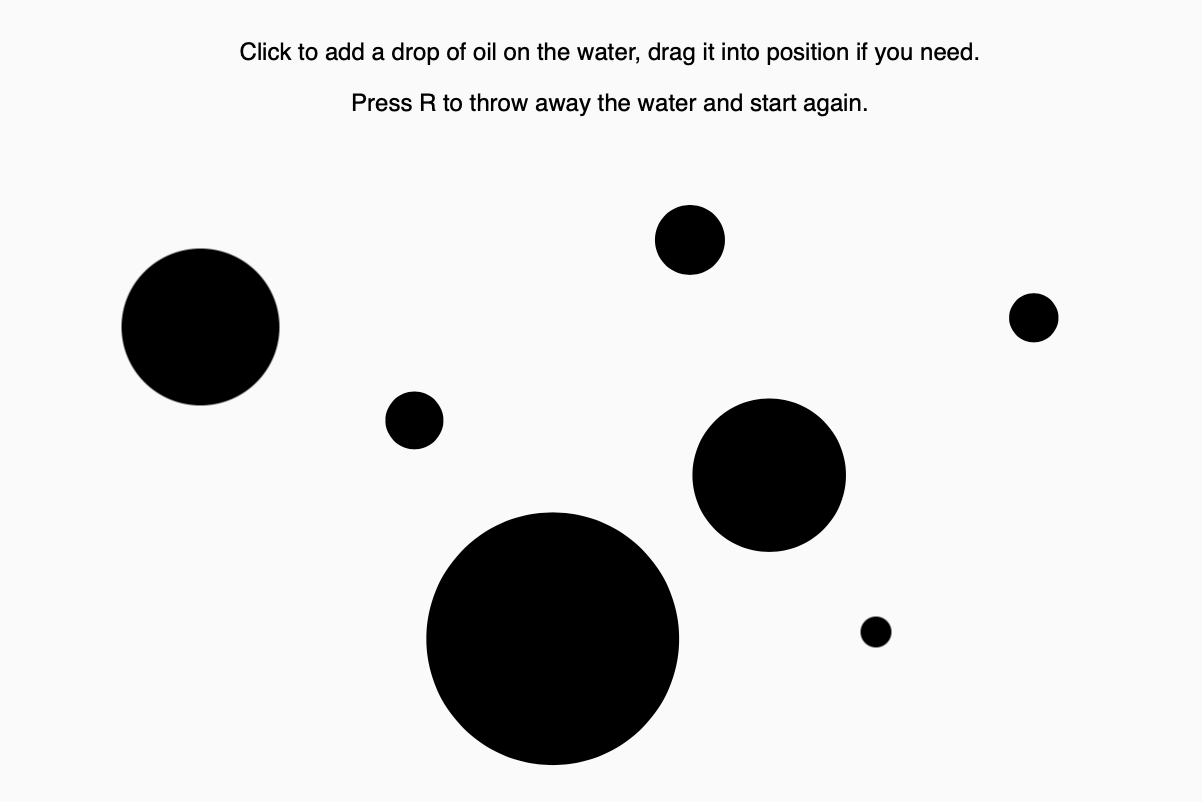 Click to add a drop of oil on the water, drag it into position if you need.
Press R to throw away the water and start again.